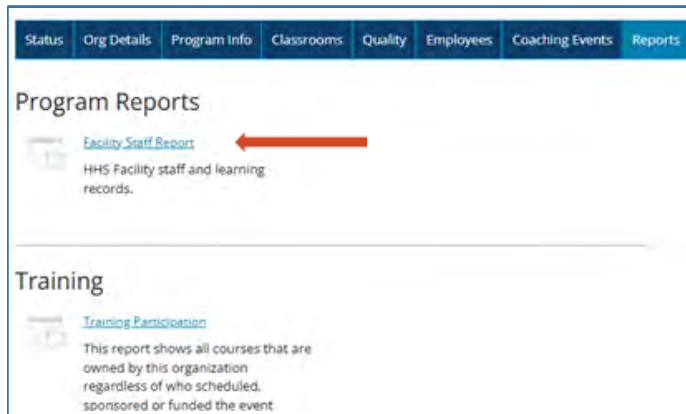 Status Org Details Program Info Classrooms Quality Employees Coaching Events Reports
Program Reports
Facility Staff Report
HHS Facility staff and learning
records.
Training
Training Participation
This report shows all courses that are
owned by this organization
regardless of who scheduled,
sponsored or funded the event